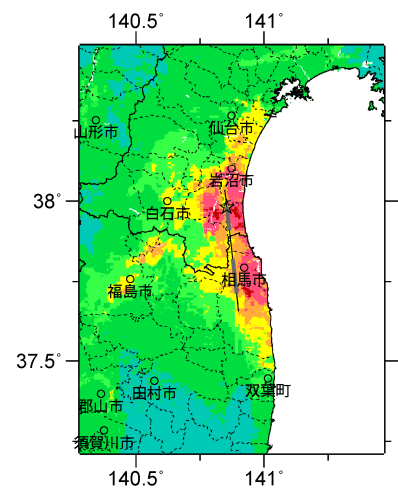 140.5° 141°
山形市
仙台市
岩沼市
38°
白石市
相馬市
福島市
37.5°
双葉町
田村市
郡山市
須賀川市
140.5° 141°